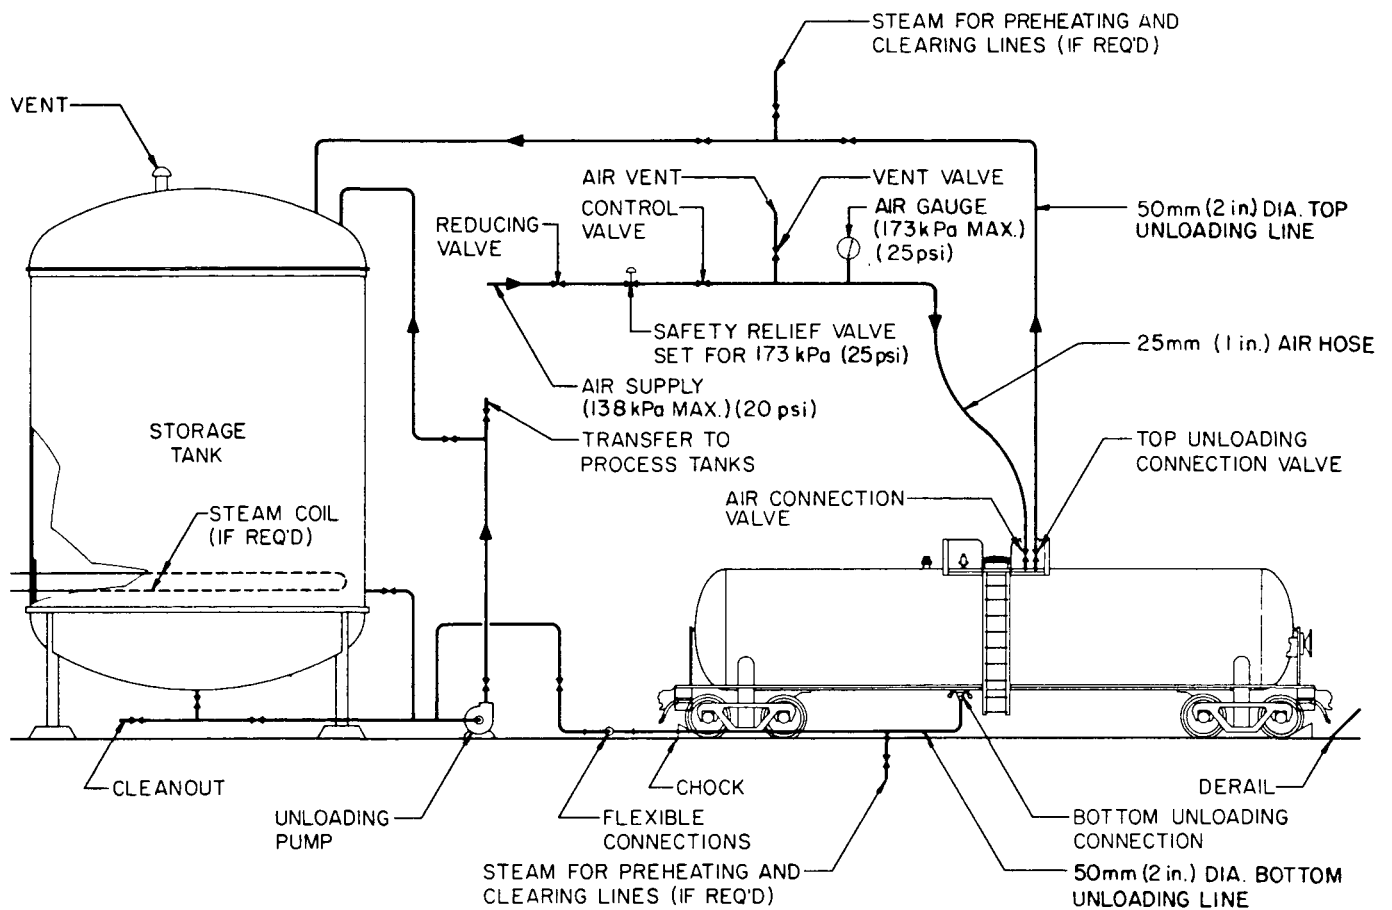 STEAM FOR PREHEATING AND
CLEARING LINES (IF REQ'D)
VENT
AIR VENT
VENT VALVE
REDUCING
VALVE
CONTROL
VALVE
AIR GAUGE
(173kPa MAX.)
(25psi)
50mm (2 in.) DIA. TOP
UNLOADING LINE
SAFETY RELIEF VALVE
SET FOR 173 kPa (25psi)
25mm (1 in.) AIR HOSE
AIR SUPPLY
(138kPa MAX.) (20 psi)
STORAGE
TANK
TRANSFER TO
PROCESS TANKS
TOP UNLOADING
CONNECTION VALVE
AIR CONNECTION
VALVE
STEAM COIL
(IF REQ'D)
CLEANOUT
UNLOADING
PUMP
FLEXIBLE
CONNECTIONS
CHOCK
DERAIL
BOTTOM UNLOADING
CONNECTION
STEAM FOR PREHEATING AND
CLEARING LINES (IF REQ'D)
50mm (2 in.) DIA. BOTTOM
UNLOADING LINE